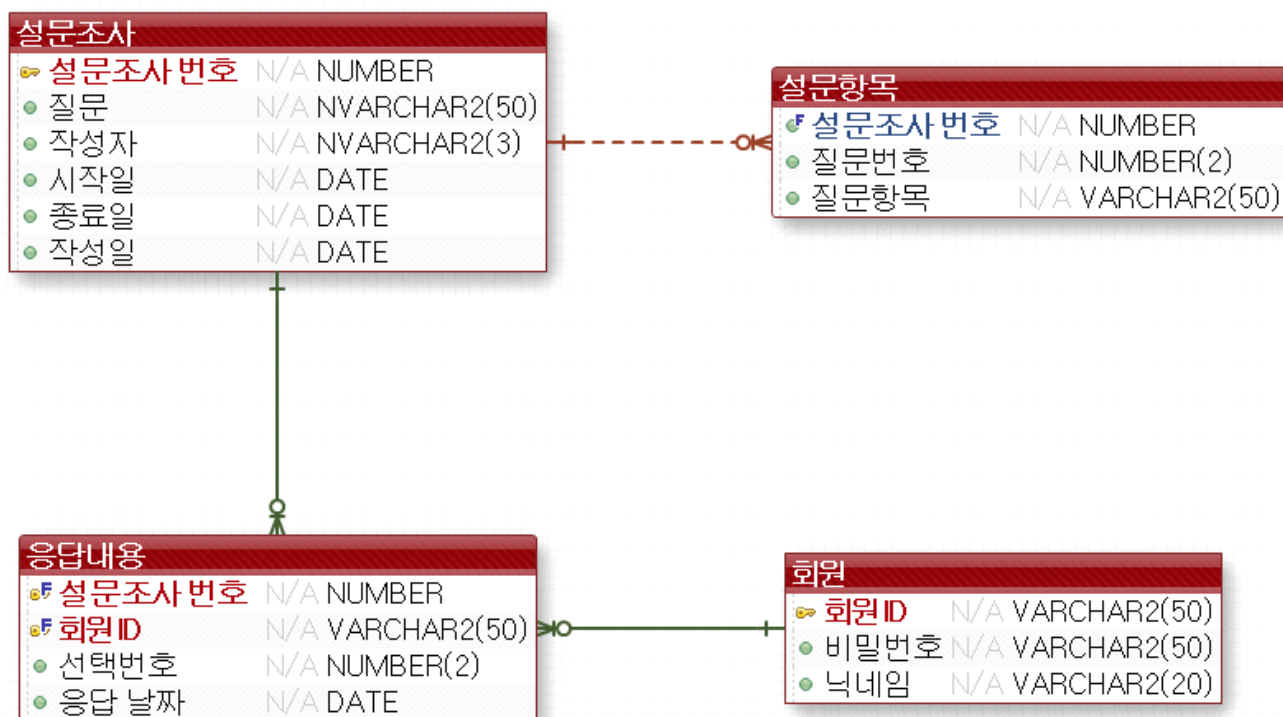 설문조사
설문조사 번호 N/A NUMBER
질문 N/A NVARCHAR2(50)
작성자 N/A NVARCHAR2(3)
시작일 N/A DATE
종료일 N/A DATE
작성일 N/A DATE
설문항목
설문조사 번호 N/A NUMBER
질문번호 N/A NUMBER(2)
질문항목 N/A VARCHAR2(50)
응답내용
설문조사 번호 N/A NUMBER
회원ID N/A VARCHAR2(50)
선택번호 N/A NUMBER(2)
응답 날짜 N/A DATE
회원
회원ID N/A VARCHAR2(50)
비밀번호 N/A VARCHAR2(50)
닉네임 N/A VARCHAR2(20)